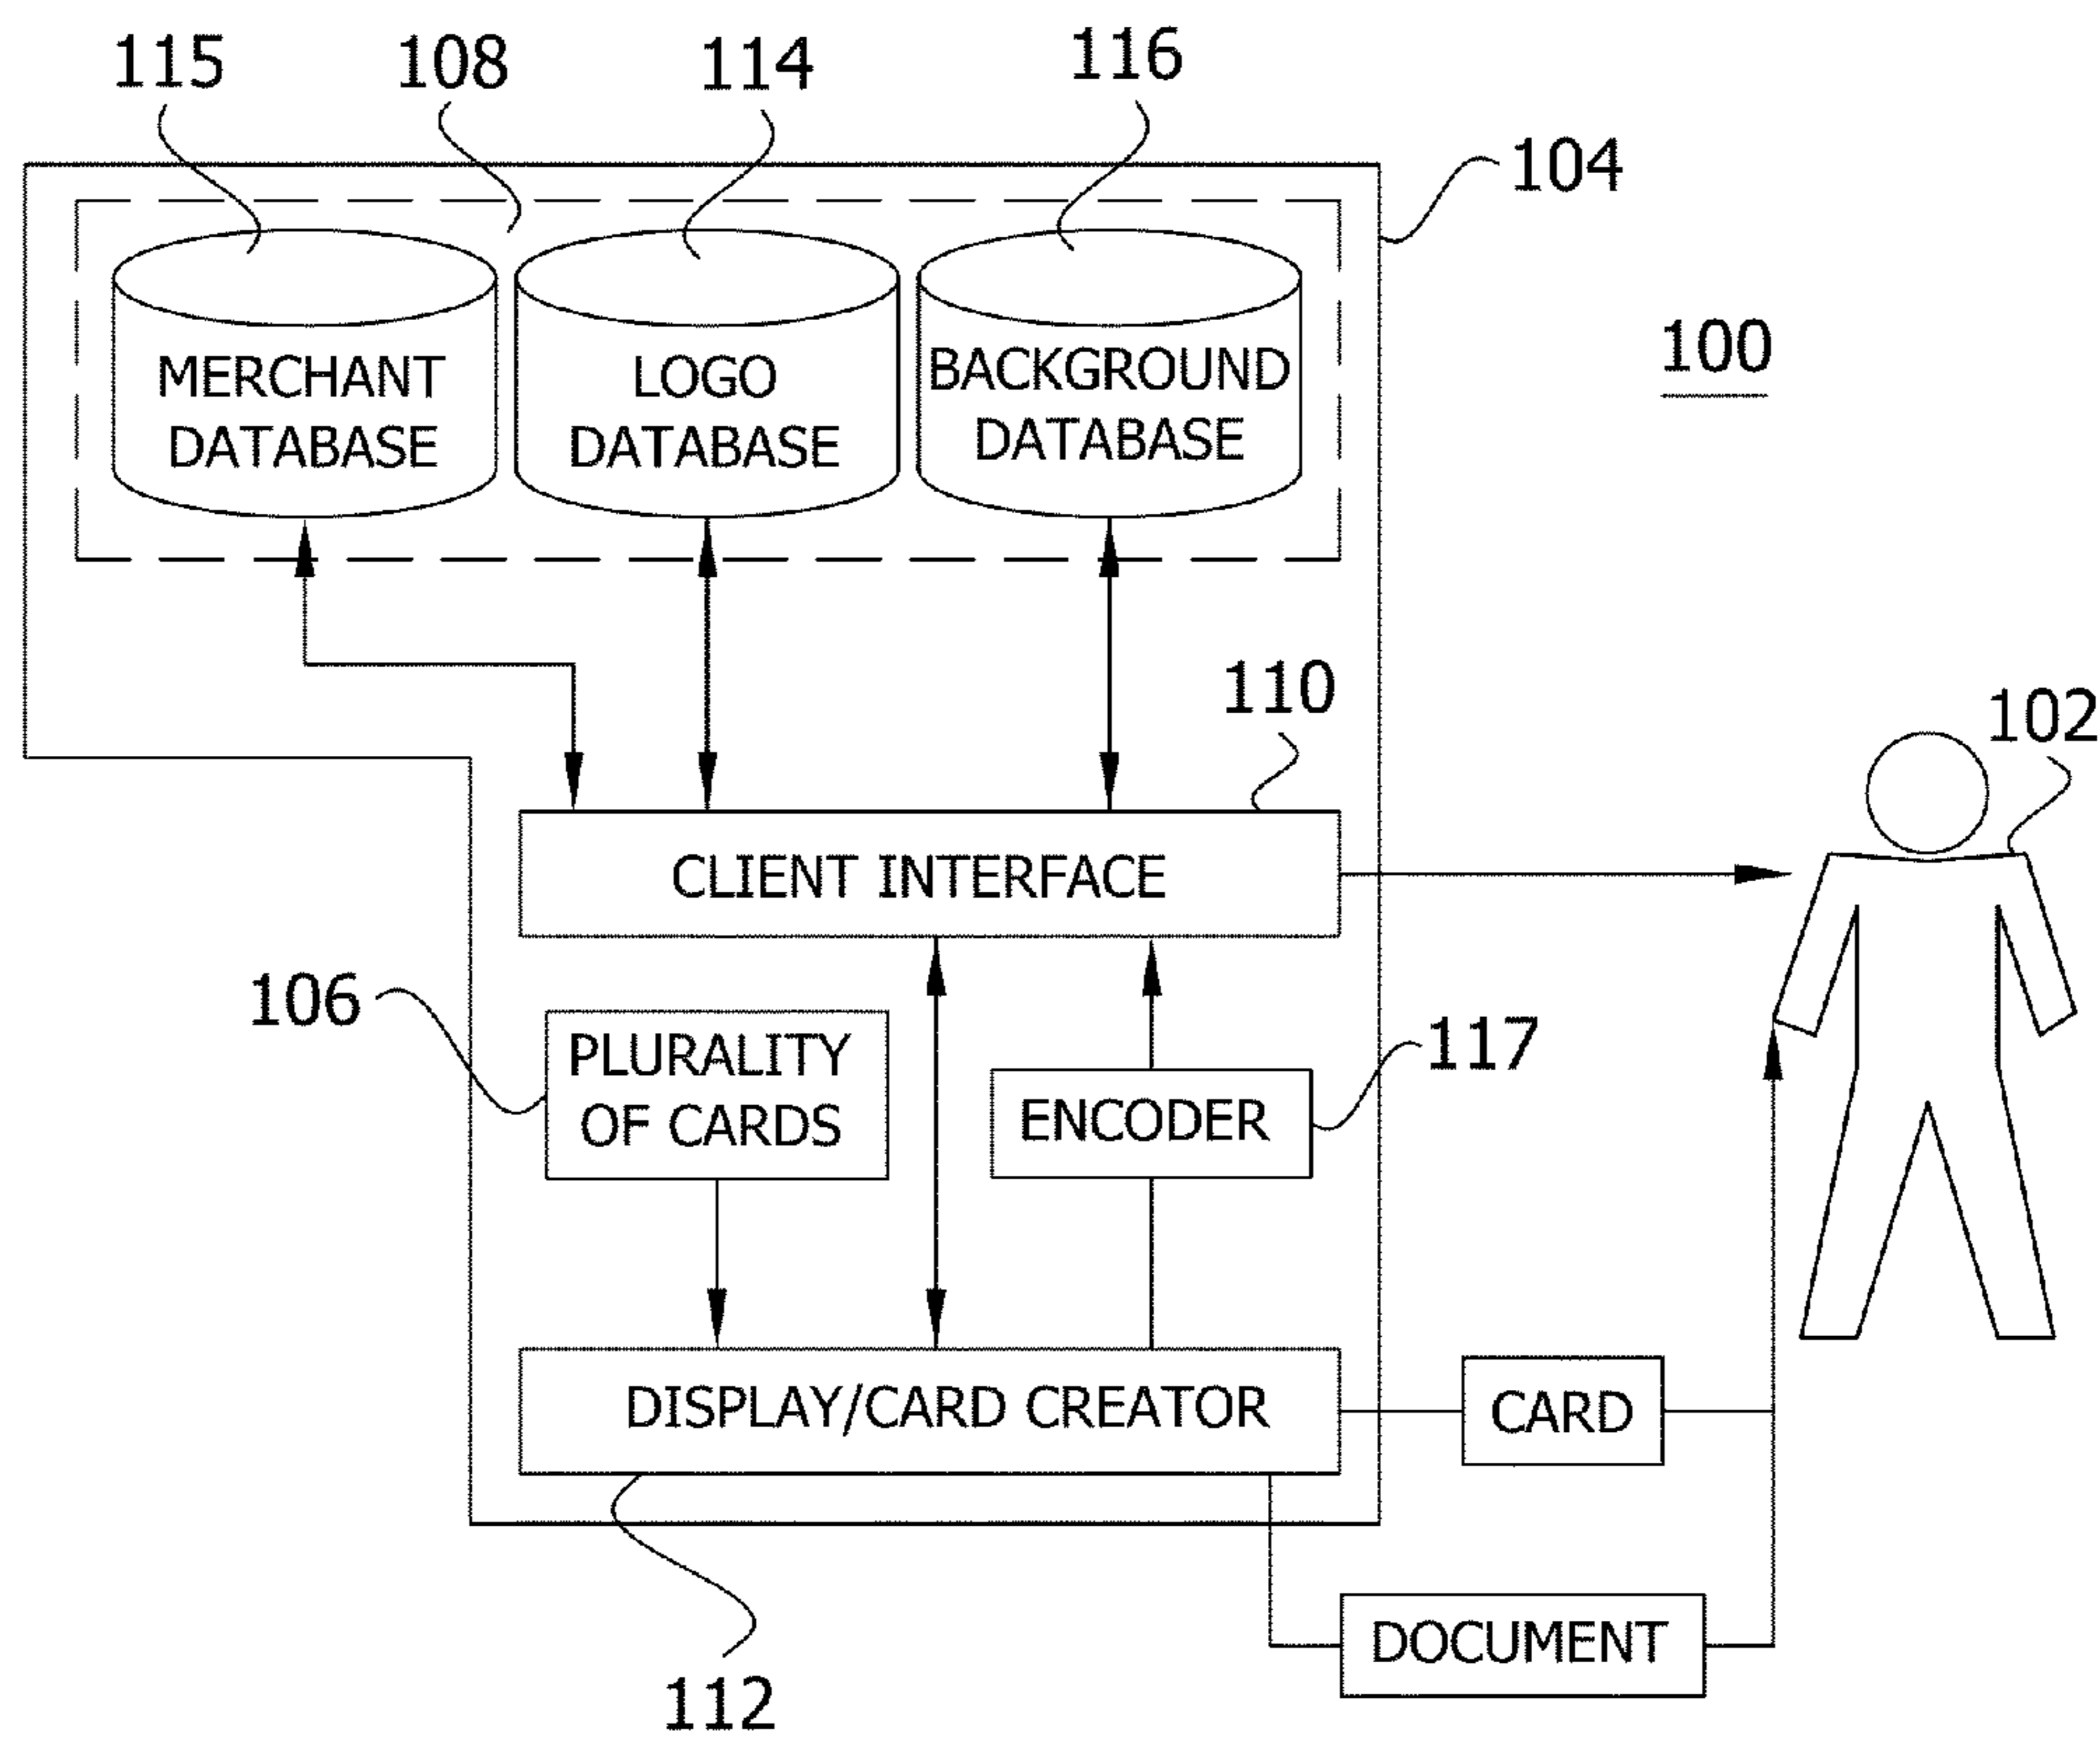 115
108
114
116
104
100
MERCHANT
DATABASE
LOGO
DATABASE
BACKGROUND
DATABASE
110
102
CLIENT INTERFACE
106
PLURALITY
OF CARDS
ENCODER
117
DISPLAY/CARD CREATOR
CARD
DOCUMENT
112